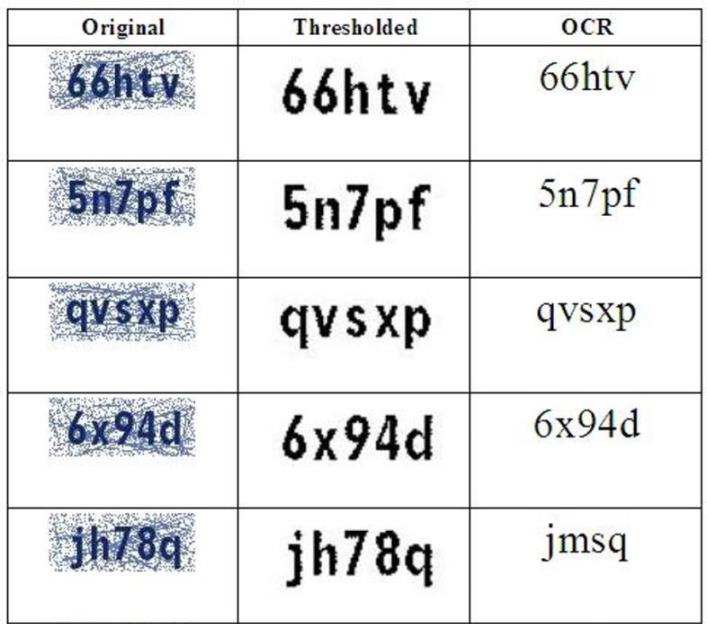 Original Thresholded OCR
66htv 66htv 66htv
5n7pf 5n7pf 5n7pf
qvsxp qvsxp qvsxp
6x94d 6x94d 6x94d
jh78q jh78q jmsq